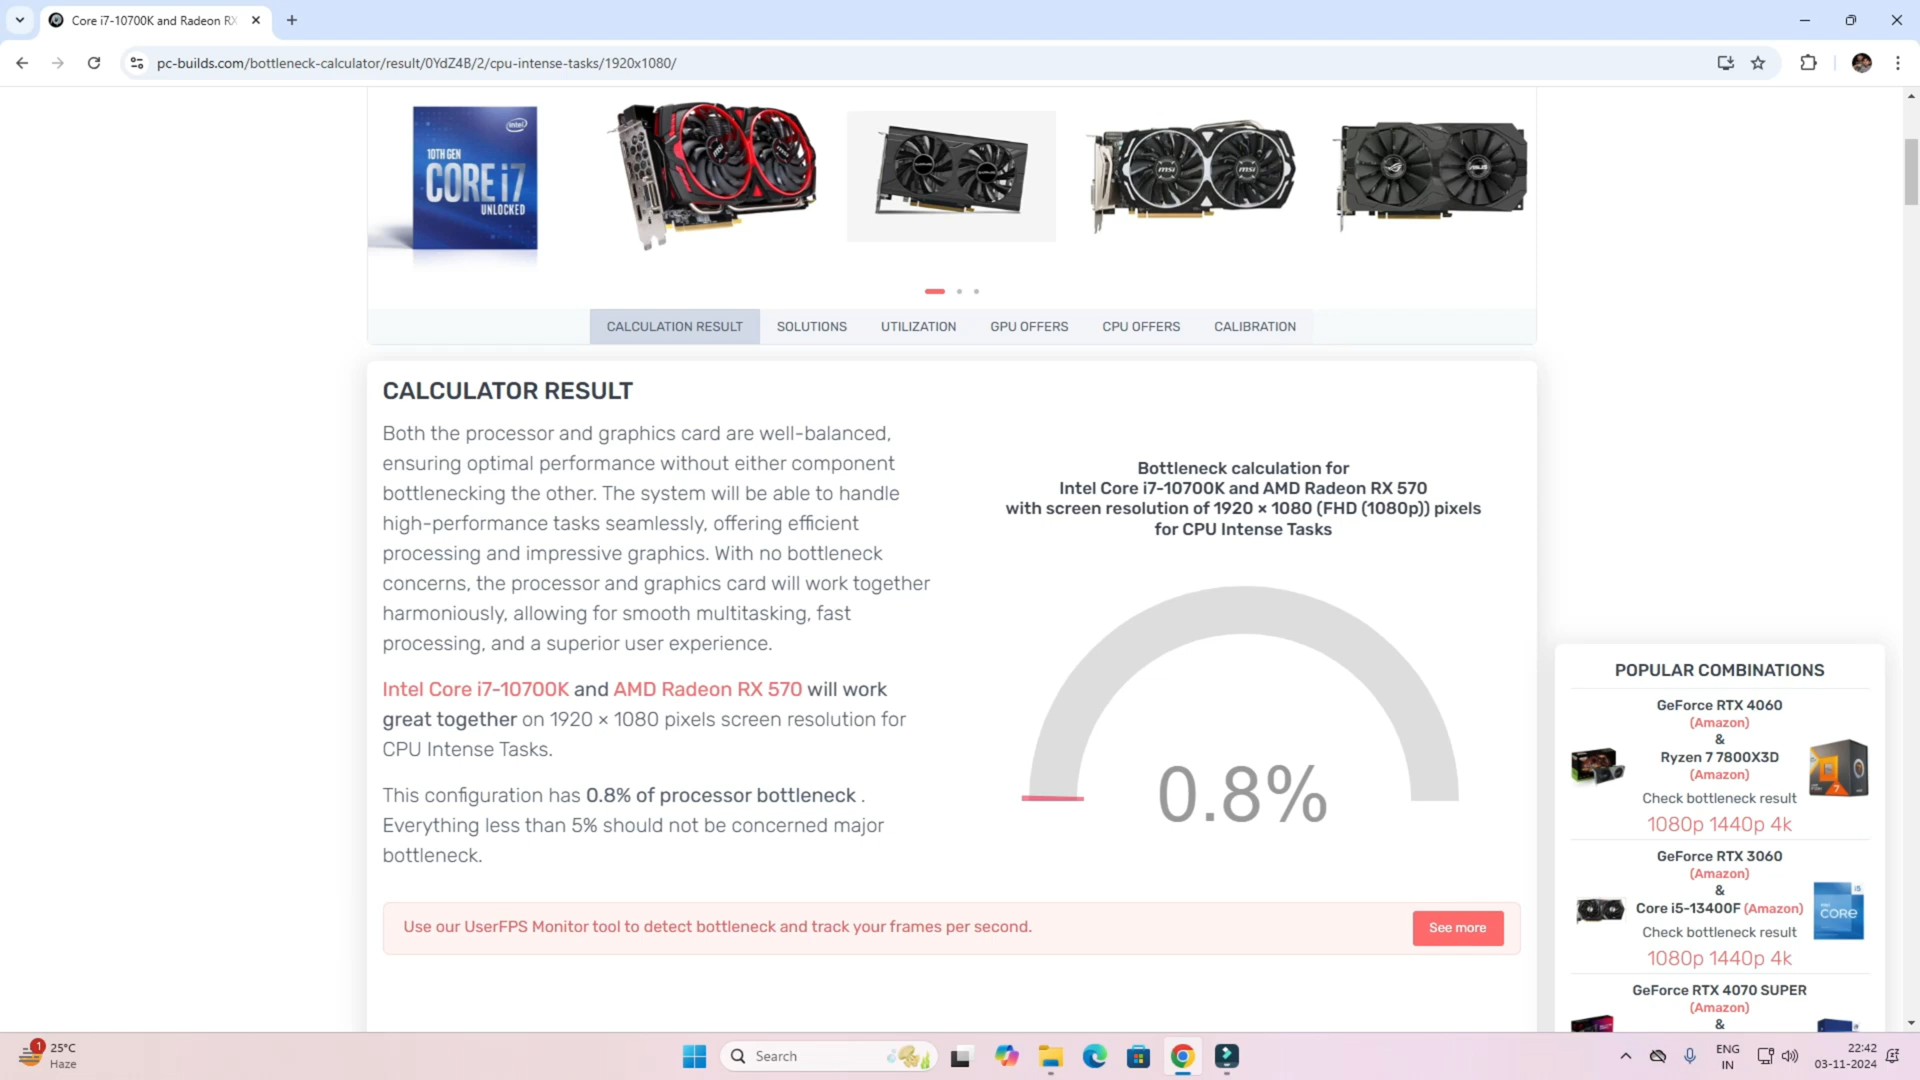 Core i7-10700K and Radeon RX
pc-builds.com/bottleneck-calculator/result/0YdZ4B/2/cpu-intense-tasks/1920x1080/
intel
10TH GEN
CORE i7
UNLOCKED
msi
msi
ASUS
CALCULATION RESULT
SOLUTIONS
UTILIZATION
GPU OFFERS
CPU OFFERS
CALIBRATION
CALCULATOR RESULT
Both the processor and graphics card are well-balanced,
ensuring optimal performance without either component
bottlenecking the other. The system will be able to handle
high-performance tasks seamlessly, offering efficient
processing and impressive graphics. With no bottleneck
concerns, the processor and graphics card will work together
harmoniously, allowing for smooth multitasking, fast
processing, and a superior user experience.
Intel Core i7-10700K and AMD Radeon RX 570 will work
great together on 1920 × 1080 pixels screen resolution for
CPU Intense Tasks.
This configuration has 0.8% of processor bottleneck .
Everything less than 5% should not be concerned major
bottleneck.
Bottleneck calculation for
Intel Core i7-10700K and AMD Radeon RX 570
with screen resolution of 1920 × 1080 (FHD (1080p)) pixels
for CPU Intense Tasks
0.8%
Use our UserFPS Monitor tool to detect bottleneck and track your frames per second.
See more
POPULAR COMBINATIONS
GeForce RTX 4060
(Amazon)
&
Ryzen 7 7800X3D
(Amazon)
Check bottleneck result
1080p 1440p 4k
7
GeForce RTX 3060
(Amazon)
&
Core i5-13400F (Amazon)
Check bottleneck result
1080p 1440p 4k
i5
CORE
GeForce RTX 4070 SUPER
(Amazon)
&
1
25°C
Haze
Search
ENG
IN
22:42
03-11-2024